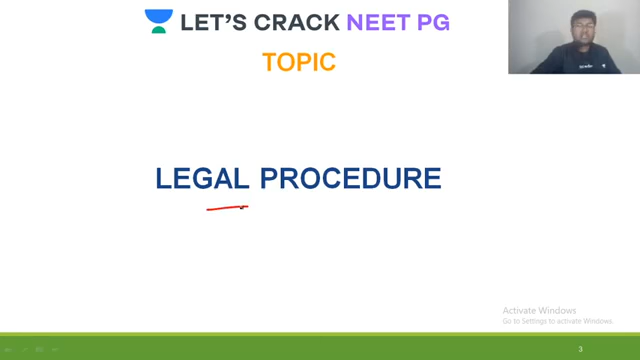 LET'S CRACK NEET PG
TOPIC
LEGAL PROCEDURE
Activate Windows
Go to Settings to activate Windows.
3